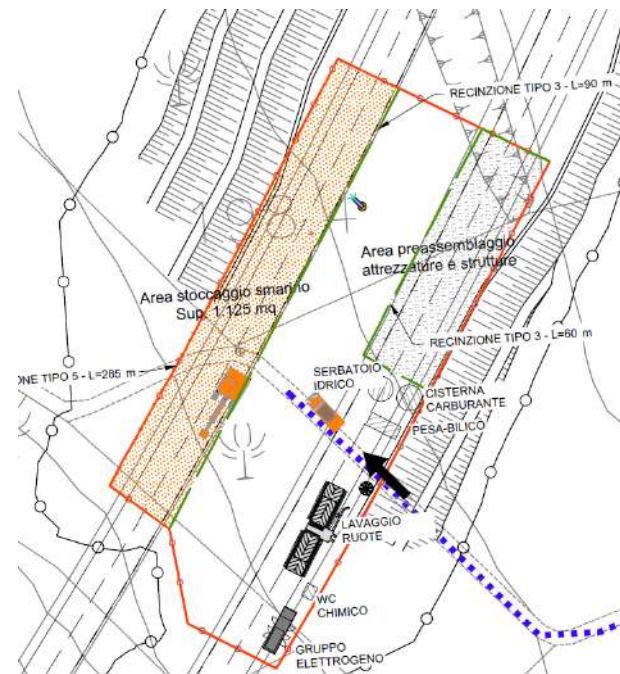 RECINZIONE TIPO 3 - L=90 m
Area preassemblaggio
attrezzature e strutture
Area stoccaggio smarino
Sup. 1.125 mq
RECINZIONE TIPO 3 - L=60 m
ONE TIPO 5 - L=285 m
SERBATOIO
IDRICO
CISTERNA
CARBURANTE
PESA-BILICO
LAVAGGIO
RUOTE
WC
CHIMICO
GRUPPO
ELETTROGENO